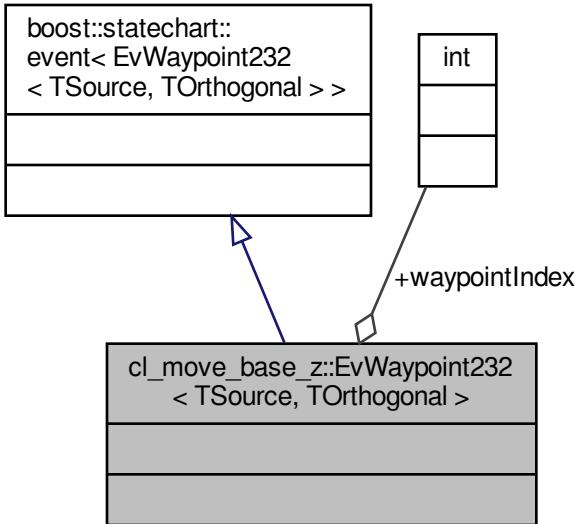 boost::statechart::
event< EvWaypoint232
< TSource, TOrthogonal > >
int
+waypointIndex
cl_move_base_z::EvWaypoint232
< TSource, TOrthogonal >